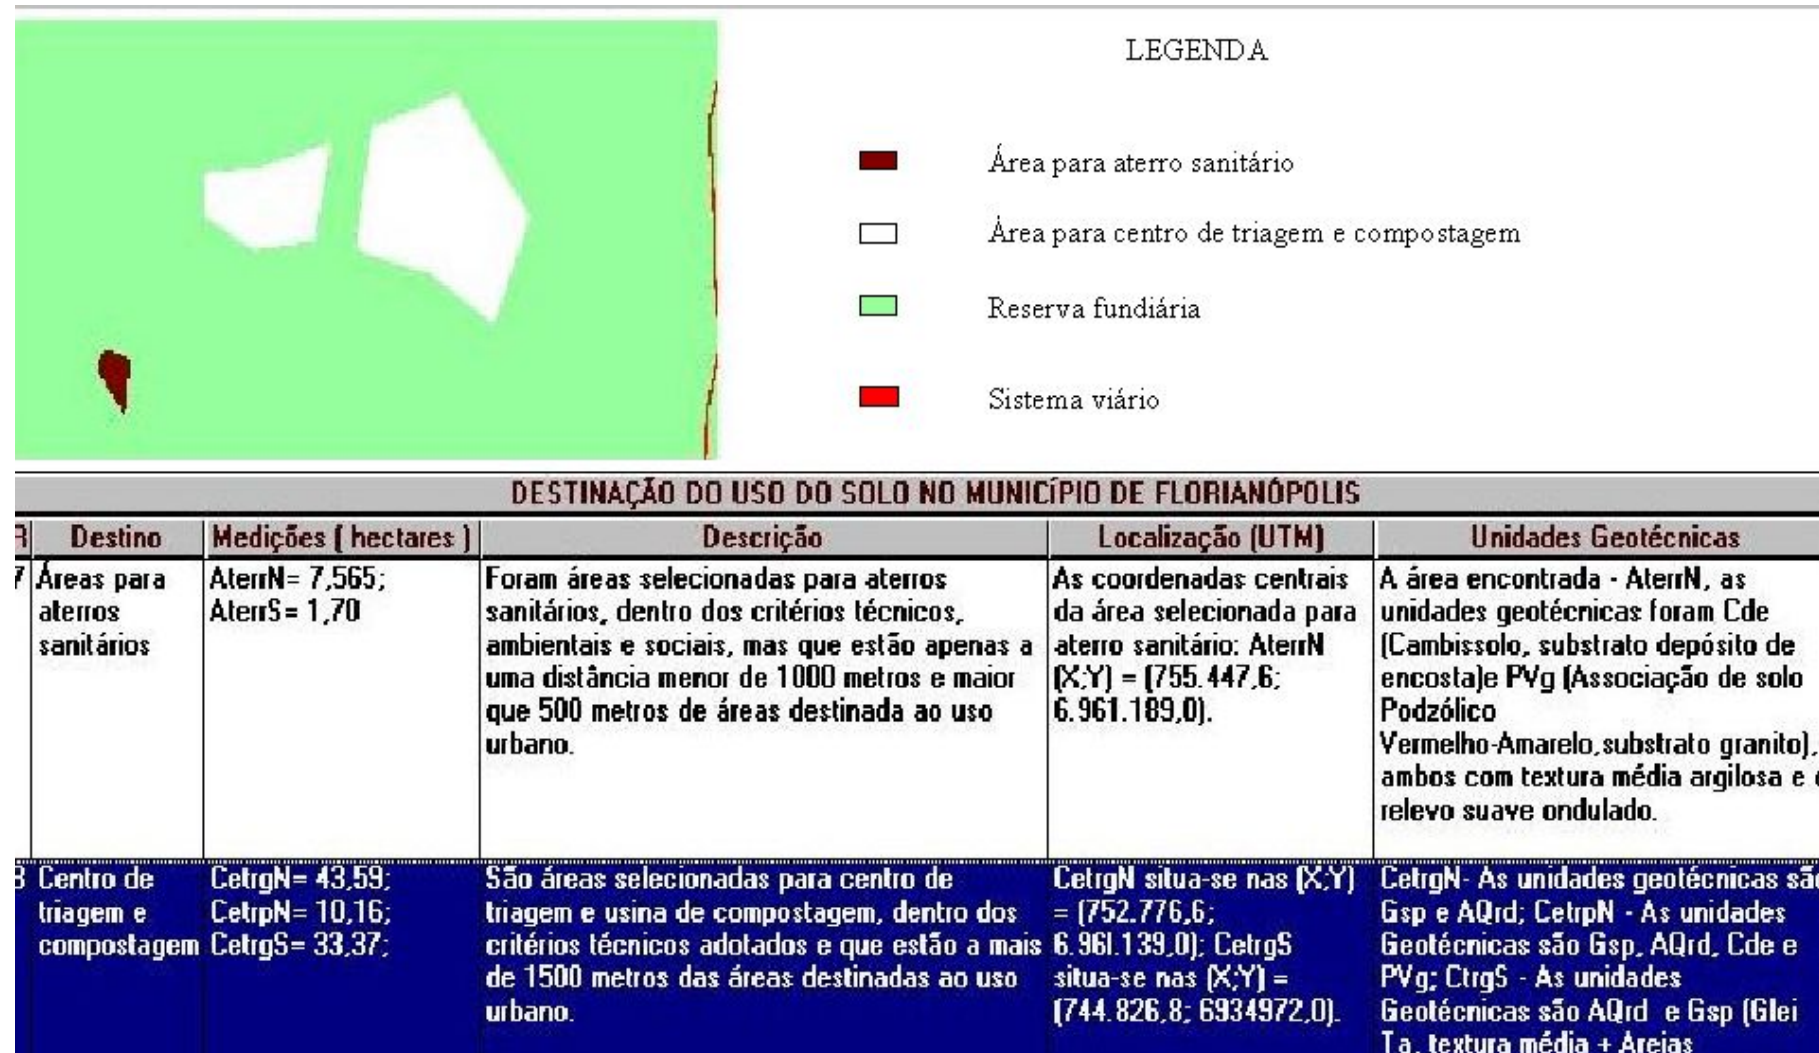 LEGENDA
Área para aterro sanitário
Área para centro de triagem e compostagem
Reserva fundiária
Sistema viário
DESTINAÇÃO DO USO DO SOLO NO MUNICÍPIO DE FLORIANÓPOLIS
Destino
Medições ( hectares )
Descrição
Localização (UTM)
Unidades Geotécnicas
7
Áreas para
aterros
sanitários
AterrN= 7,565;
AterrS= 1,70
Foram áreas selecionadas para aterros
sanitários, dentro dos critérios técnicos,
ambientais e sociais, mas que estão apenas a
uma distância menor de 1000 metros e maior
que 500 metros de áreas destinada ao uso
urbano.
As coordenadas centrais
da área selecionada para
aterro sanitário: AterrN
(X;Y) = (755.447,6;
6.961.189,0).
A área encontrada - AterrN, as
unidades geotécnicas foram Cde
(Cambissolo, substrato depósito de
encosta)e PVg (Associação de solo
Podzólico
Vermelho-Amarelo,substrato granito),
ambos com textura média argilosa e
relevo suave ondulado.
Centro de
triagem e
compostagem
CetrgN= 43,59;
CetrpN= 10,16;
CetrgS= 33,37;
São áreas selecionadas para centro de
triagem e usina de compostagem, dentro dos
critérios técnicos adotados e que estão a mais
de 1500 metros das áreas destinadas ao uso
urbano.
CetrgN situa-se nas (X;Y)
= (752.776,6;
6.96l.139,0); CetrgS
situa-se nas (X;Y) =
(744.826,8; 6934972,0).
CetrgN- As unidades geotécnicas são
Gsp e AQrd; CetrpN - As unidades
Geotécnicas são Gsp, AQrd, Cde e
PVg; CtrgS - As unidades
Geotécnicas são AQrd e Gsp (Glei
Ta, textura média + Areias